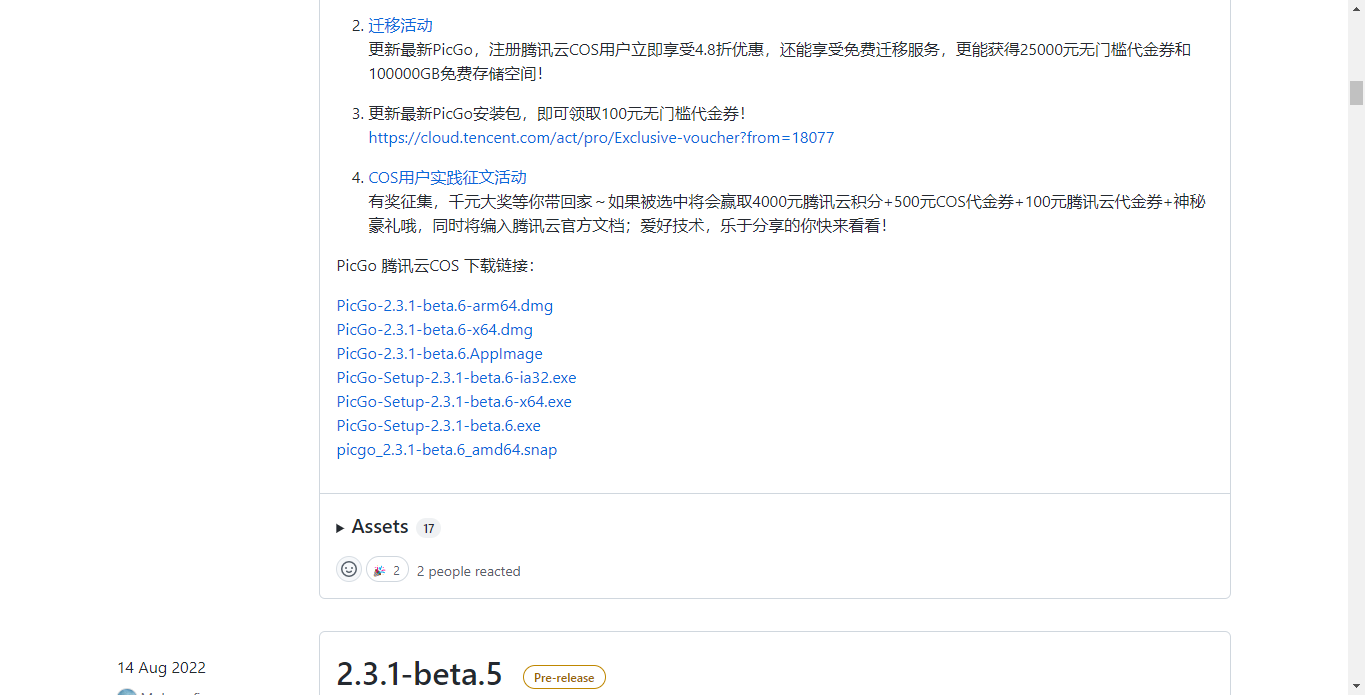 2. 迁移活动
更新最新PicGo，注册腾讯云COS用户立即享受4.8折优惠，还能享受免费迁移服务，更能获得25000元无门槛代金券和
100000GB免费存储空间！
3. 更新最新PicGo安装包，即可领取100元无门槛代金券！
https://cloud.tencent.com/act/pro/Exclusive-voucher?from=18077
4. COS用户实践征文活动
有奖征集，千元大奖等你带回家～如果被选中将会赢取4000元腾讯云积分+500元COS代金券+100元腾讯云代金券+神秘
豪礼哦，同时将编入腾讯云官方文档；爱好技术，乐于分享的你快来看看！
PicGo 腾讯云COS 下载链接：
PicGo-2.3.1-beta.6-arm64.dmg
PicGo-2.3.1-beta.6-x64.dmg
PicGo-2.3.1-beta.6.AppImage
PicGo-Setup-2.3.1-beta.6-ia32.exe
PicGo-Setup-2.3.1-beta.6-x64.exe
PicGo-Setup-2.3.1-beta.6.exe
picgo_2.3.1-beta.6_amd64.snap
Assets 17
2 2 people reacted
14 Aug 2022
2.3.1-beta.5 Pre-release